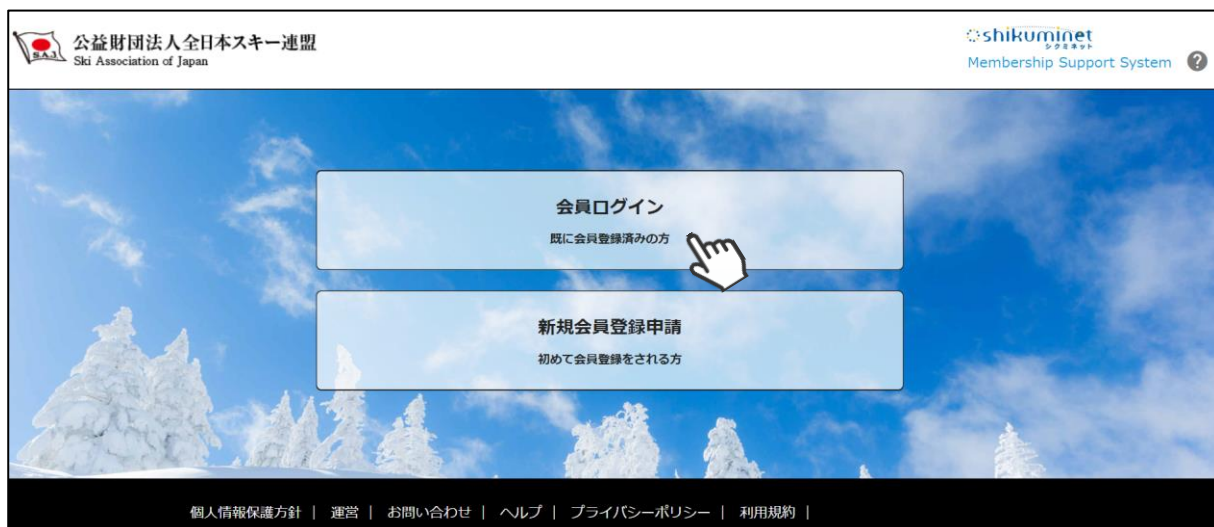 公益財団法人全日本スキー連盟
Ski Association of Japan
S.A.J.
shikuminet
シクミネット
Membership Support System ?
会員ログイン
既に会員登録済みの方
新規会員登録申請
初めて会員登録をされる方
個人情報保護方針 | 運営 | お問い合わせ | ヘルプ | プライバシーポリシー | 利用規約 |